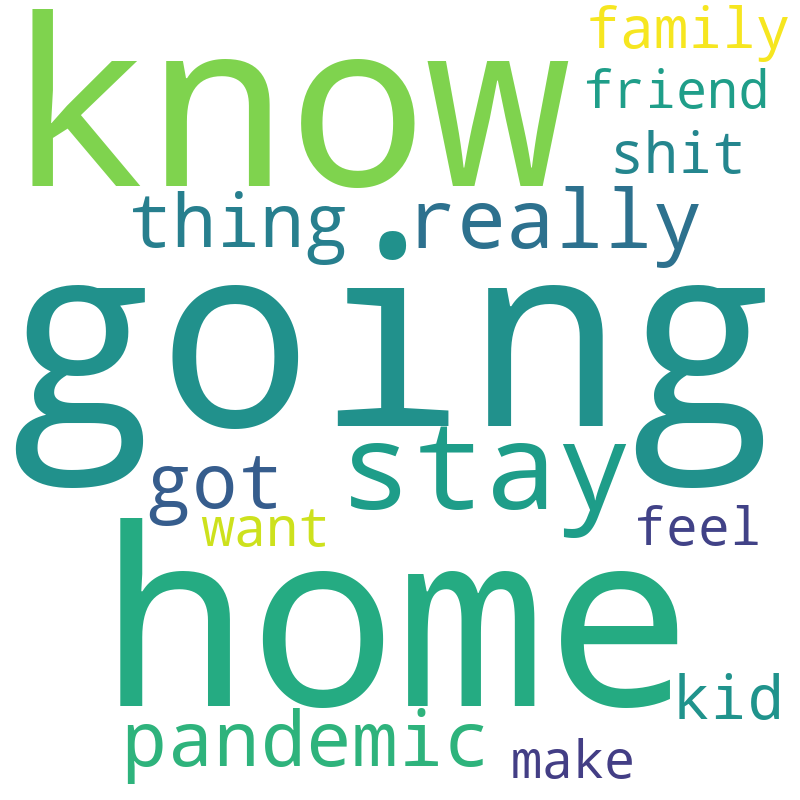 family
know
friend
shit
thing
really
going
stay
got
want
feel
home
kid
pandemic
make